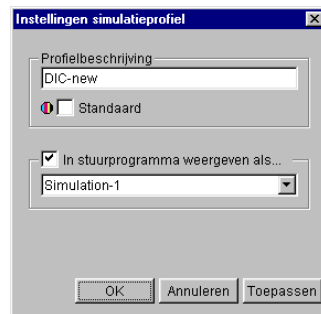 Instellingen simulatieprofiel
Profielbeschrijving
DIC-new
Standaard
In stuurprogramma weergeven als...
Simulation-1
OK Annuleren Toepassen